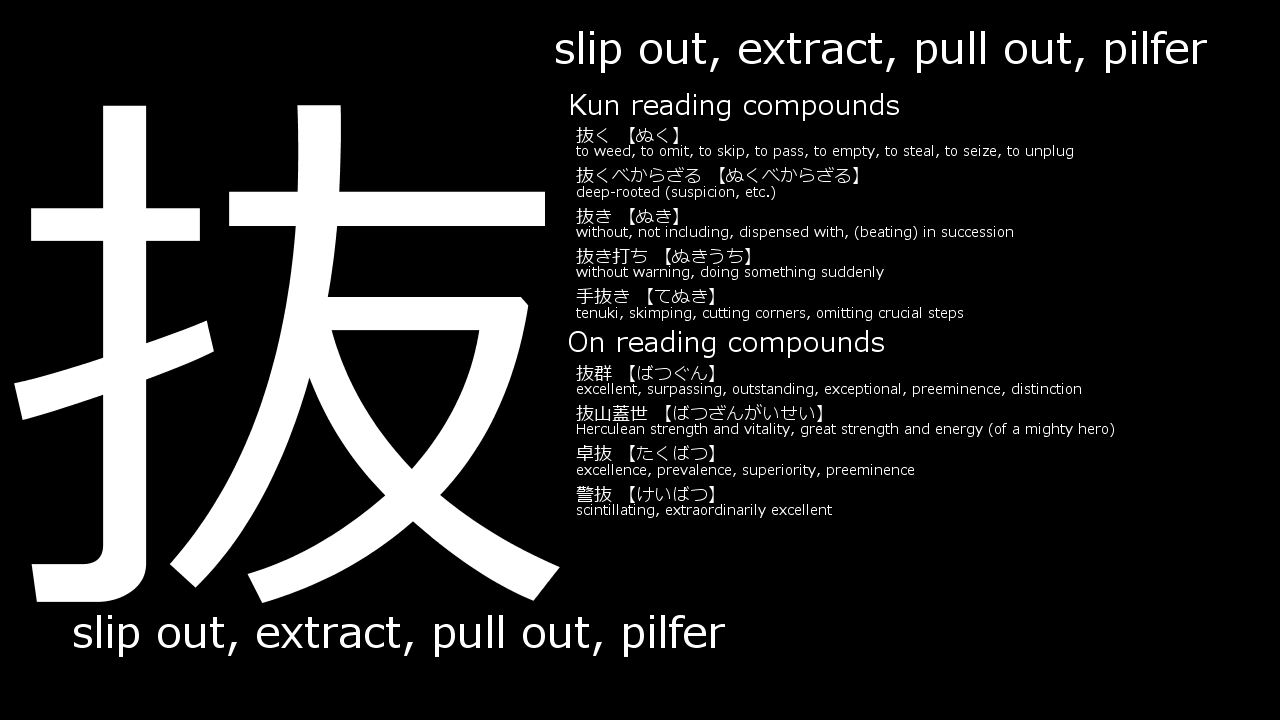 抜
slip out, extract, pull out, pilfer
Kun reading compounds
抜く 【ぬく】
to weed, to omit, to skip, to pass, to empty, to steal, to seize, to unplug
抜くべからざる 【ぬくべからざる】
deep-rooted (suspicion, etc.)
抜き 【ぬき】
without, not including, dispensed with, (beating) in succession
抜き打ち 【ぬきうち】
without warning, doing something suddenly
手抜き 【てぬき】
tenuki, skimping, cutting corners, omitting crucial steps
On reading compounds
抜群 【ばつぐん】
excellent, surpassing, outstanding, exceptional, preeminence, distinction
抜山蓋世 【ばつざんがいせい】
Herculean strength and vitality, great strength and energy (of a mighty hero)
卓抜 【たくばつ】
excellence, prevalence, superiority, preeminence
警抜 【けいばつ】
scintillating, extraordinarily excellent
slip out, extract, pull out, pilfer